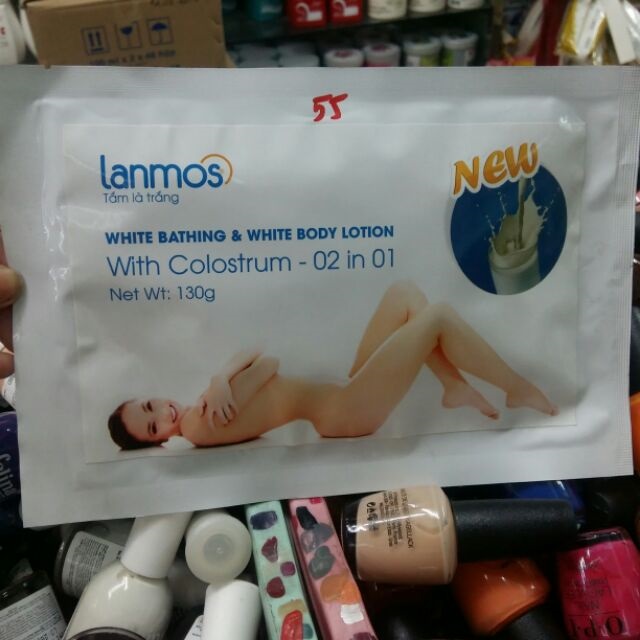 55
lanmos
Tắm là trắng
NEW
WHITE BATHING & WHITE BODY LOTION
With Colostrum - 02 in 01
Net Wt: 130g
O·P·I